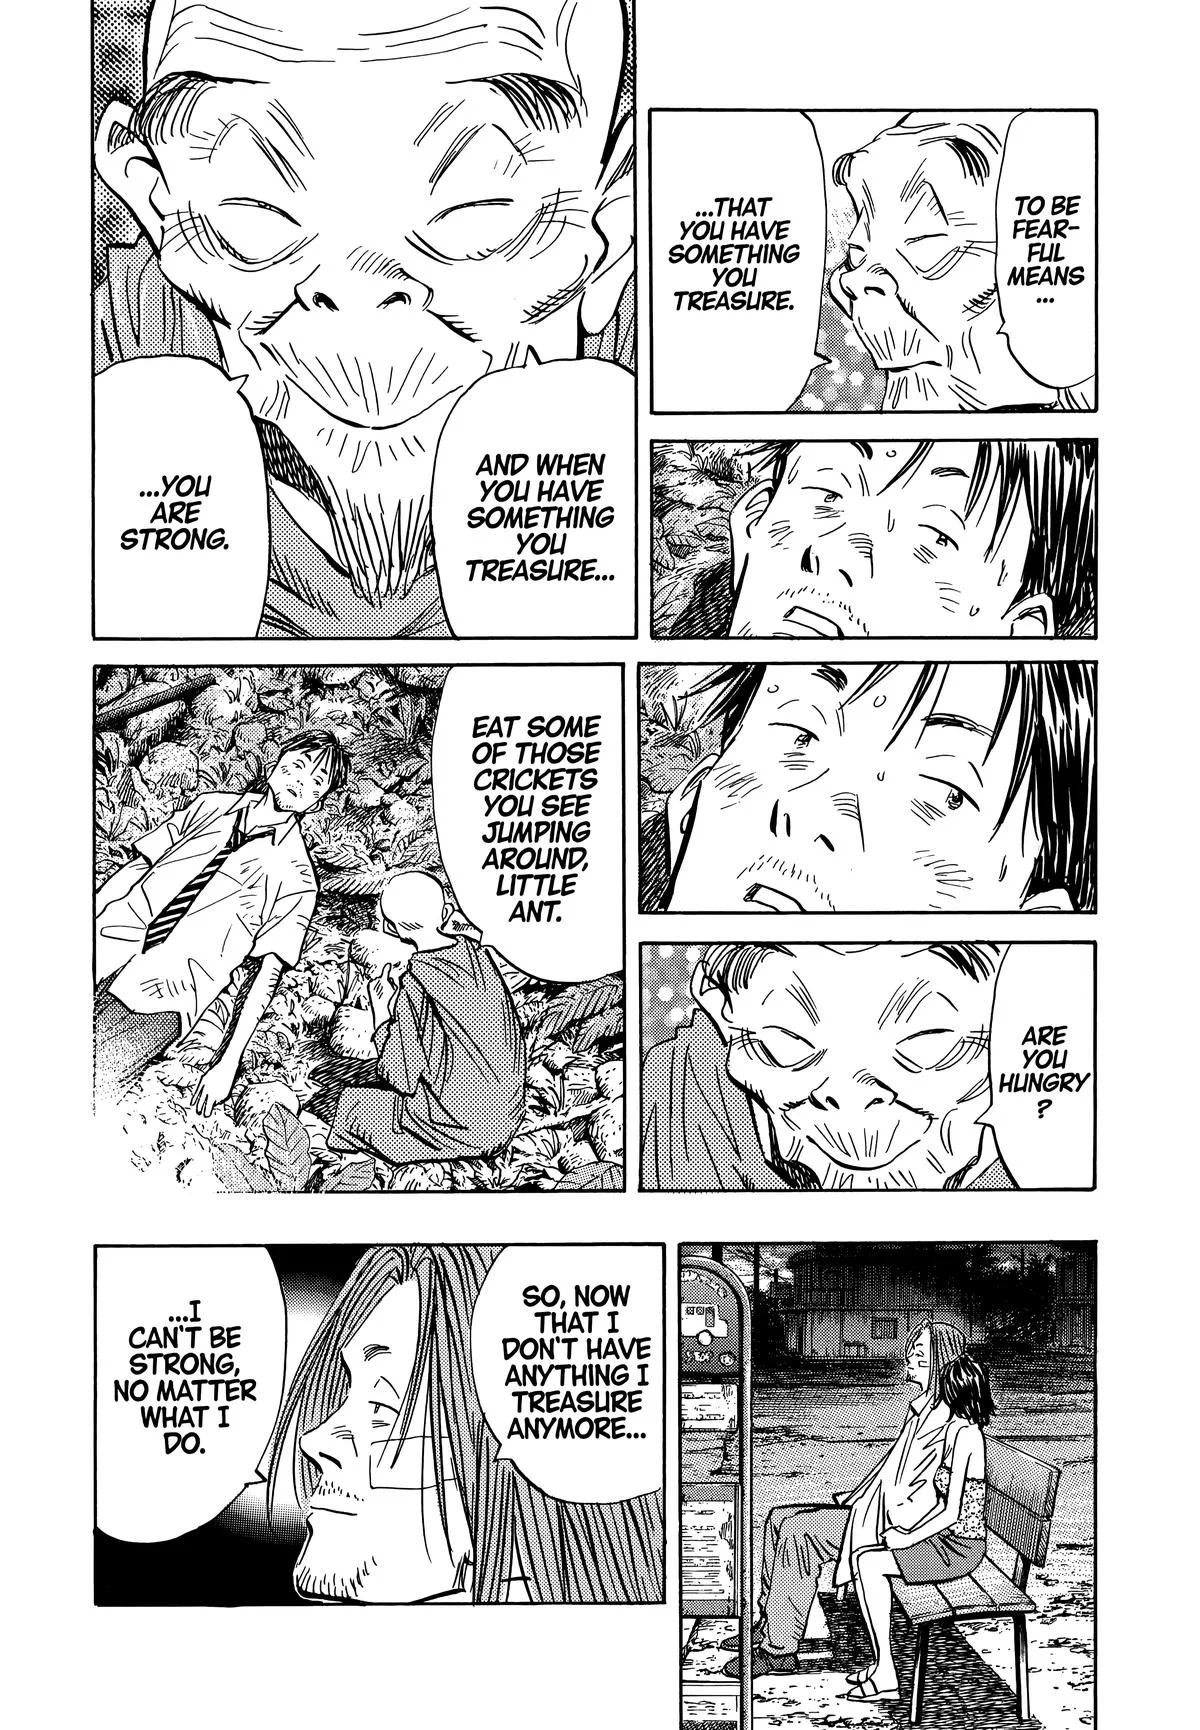 TO BE
FEAR-
FUL
MEANS
...
...THAT
YOU HAVE
SOMETHING
YOU
TREASURE.
AND WHEN
YOU HAVE
SOMETHING
YOU
TREASURE...
...YOU
ARE
STRONG.
ARE
YOU
HUNGRY
?
EAT SOME
OF THOSE
CRICKETS
YOU SEE
JUMPING
AROUND,
LITTLE
ANT.
SO, NOW
THAT I
DON'T HAVE
ANYTHING I
TREASURE
ANYMORE...
...I
CAN'T BE
STRONG,
NO MATTER
WHAT I
DO.